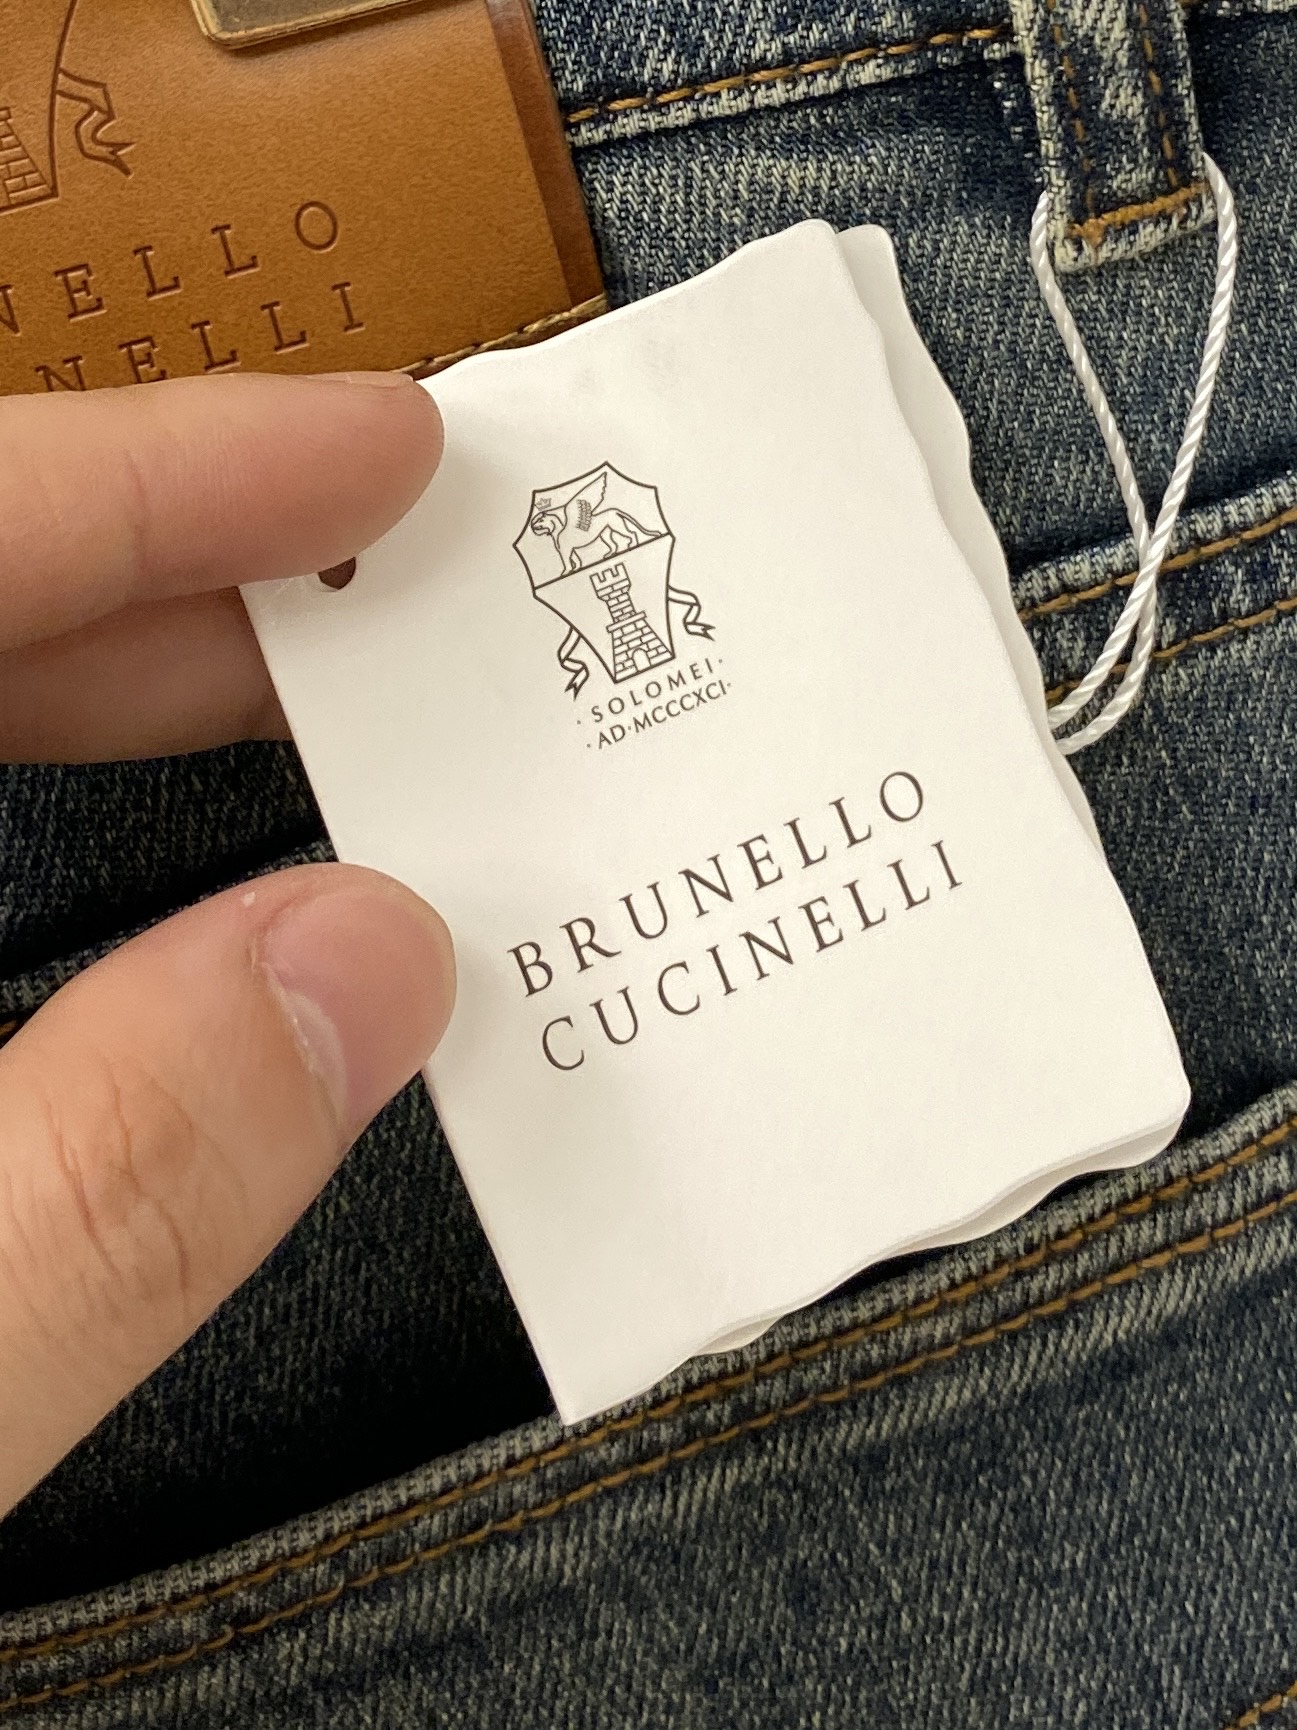 NELLO
NELLI
·SOLOMEI·
·AD·MCCCXCI·
BRUNELLO
CUCINELLI